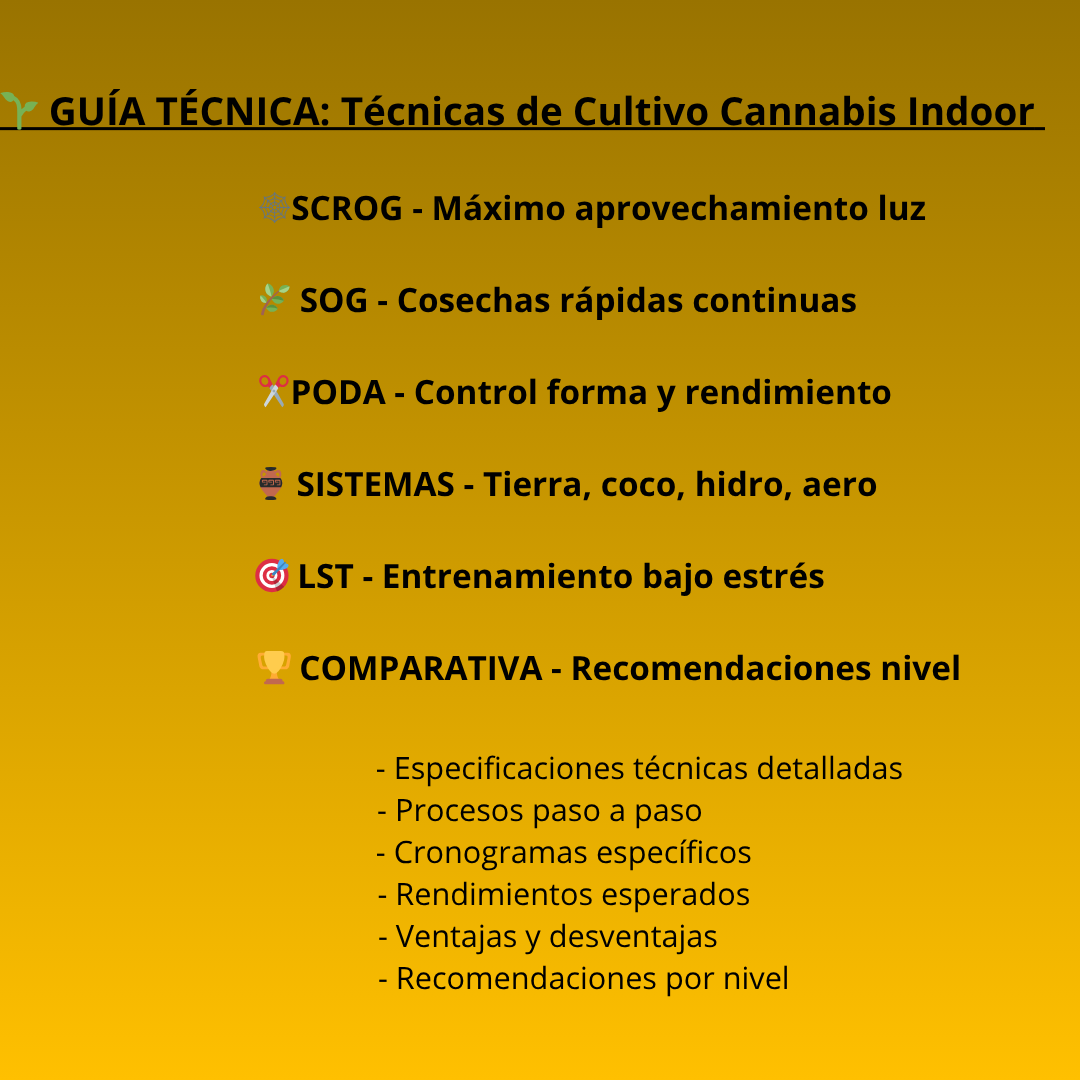 🌱 GUÍA TÉCNICA: Técnicas de Cultivo Cannabis Indoor
🕸️SCROG - Máximo aprovechamiento luz
🌿 SOG - Cosechas rápidas continuas
✂️PODA - Control forma y rendimiento
🏺 SISTEMAS - Tierra, coco, hidro, aero
🎯 LST - Entrenamiento bajo estrés
🏆 COMPARATIVA - Recomendaciones nivel
- Especificaciones técnicas detalladas
- Procesos paso a paso
- Cronogramas específicos
- Rendimientos esperados
- Ventajas y desventajas
- Recomendaciones por nivel